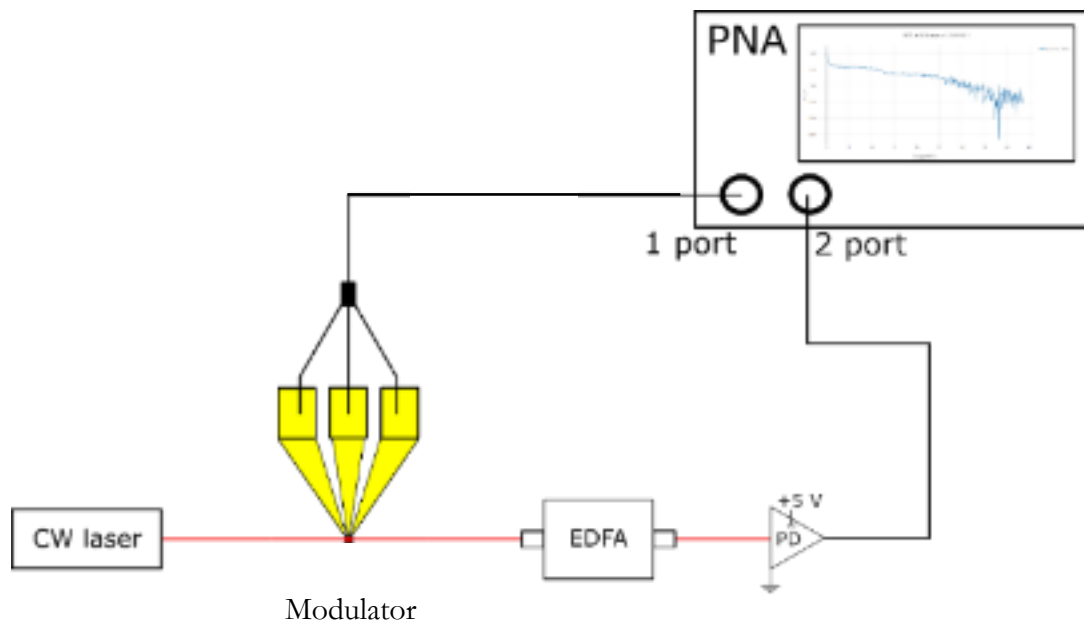 PNA
1 port
2 port
CW laser
EDFA
+5 V
PD
Modulator